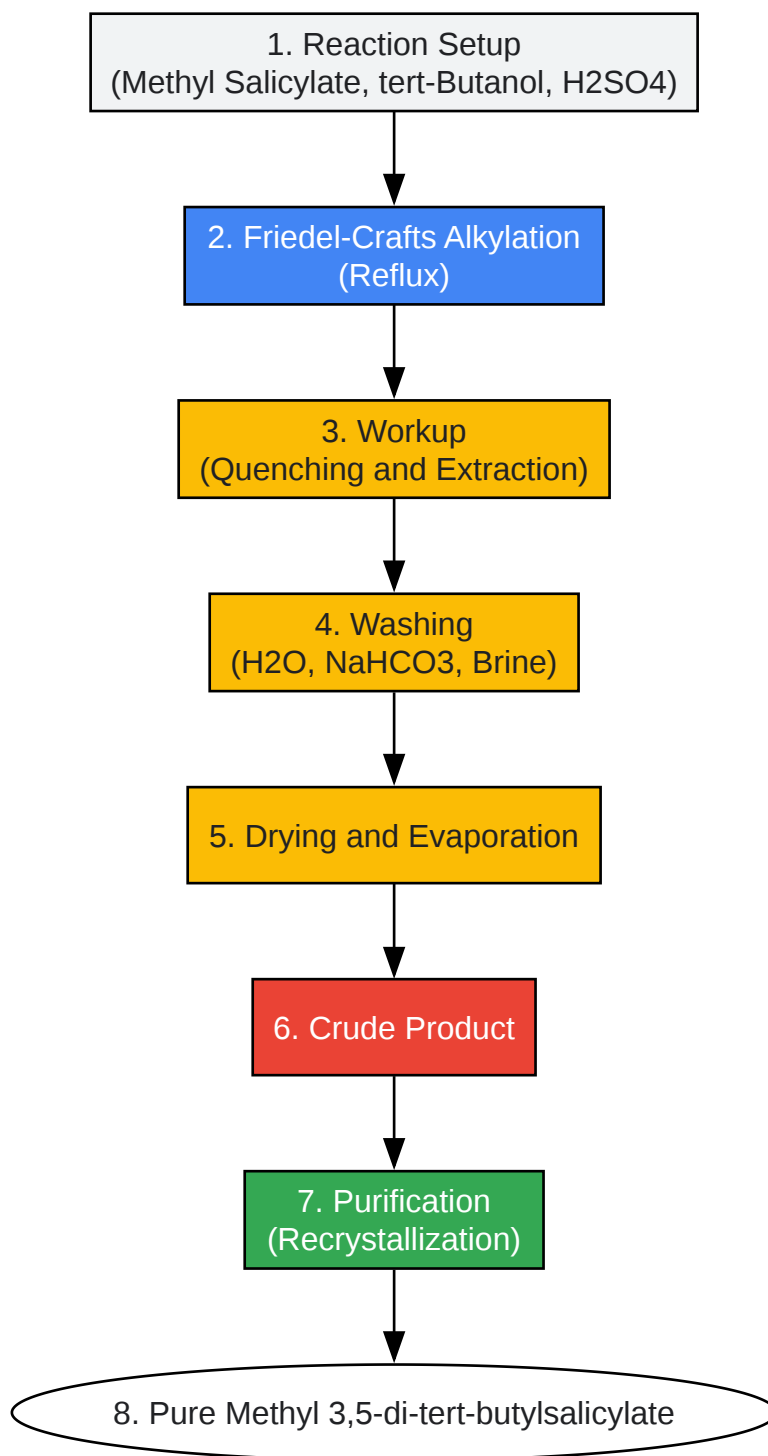 1. Reaction Setup
(Methyl Salicylate, tert-Butanol, H2SO4)
2. Friedel-Crafts Alkylation
(Reflux)
3. Workup
(Quenching and Extraction)
4. Washing
(H2O, NaHCO3, Brine)
5. Drying and Evaporation
6. Crude Product
7. Purification
(Recrystallization)
8. Pure Methyl 3,5-di-tert-butylsalicylate